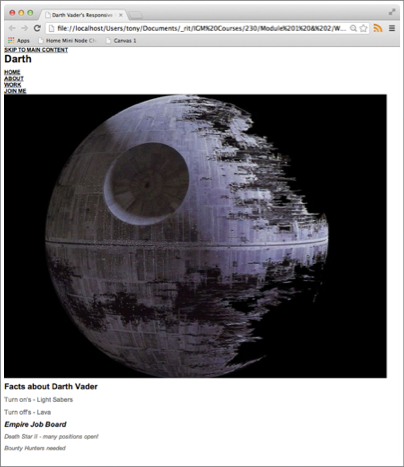 Darth Vader's Responsive
file://localhost/Users/tony/Documents/_rit/IGM%20Courses/230/Module%201%20&%202/W...
Apps Home Mini Node Ch Canvas 1
SKIP TO MAIN CONTENT
Darth
HOME
ABOUT
WORK
JOIN ME
Facts about Darth Vader
Turn on's - Light Sabers
Turn off's - Lava
Empire Job Board
Death Star II - many positions open!
Bounty Hunters needed